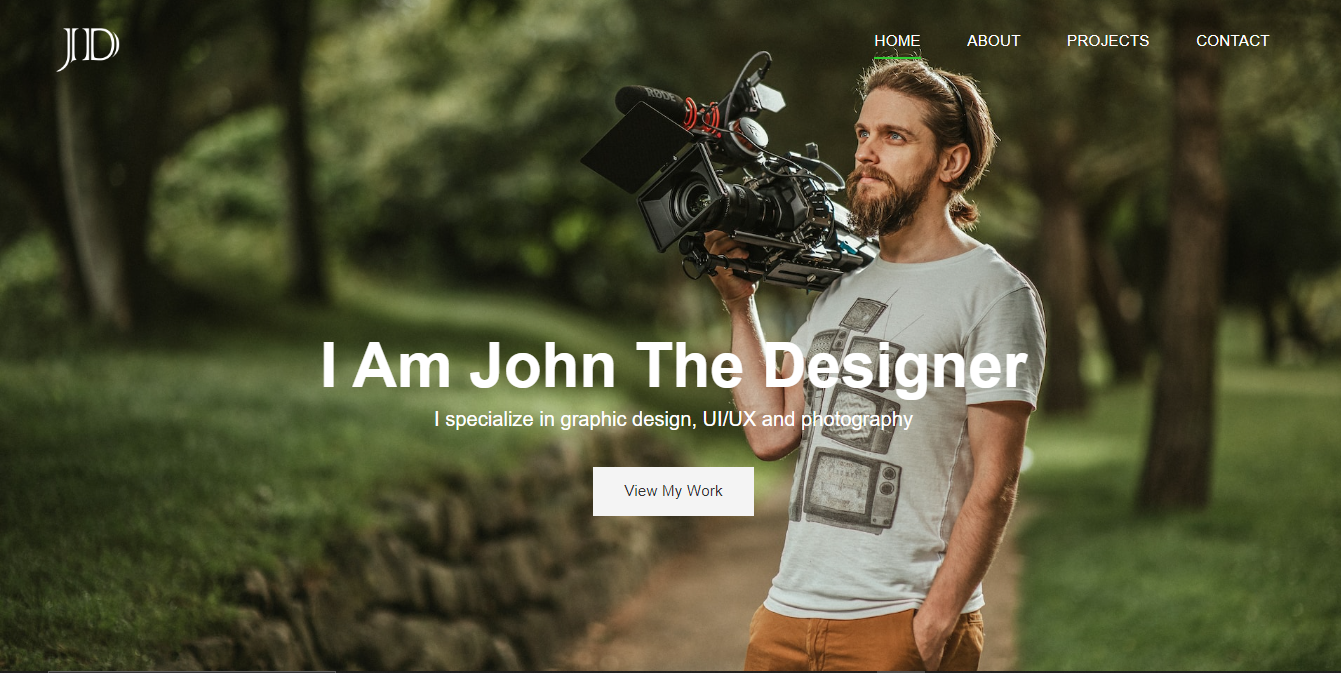 JD
HOME ABOUT PROJECTS CONTACT
RODE
I Am John The Designer
I specialize in graphic design, UI/UX and photography
View My Work